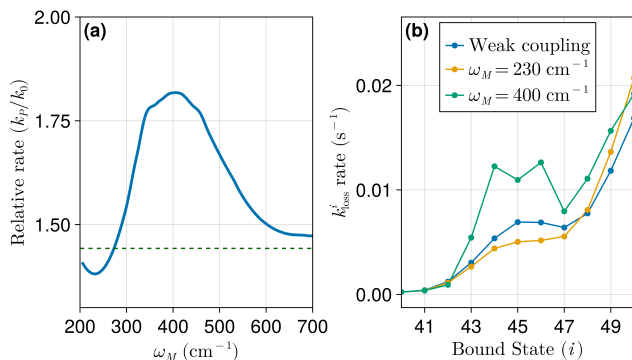 (a)
Relative rate (k_P/k_0)
2.00
1.75
1.50
200 300 400 500 600 700
ω_M (cm⁻¹)
(b)
Weak coupling
ω_M = 230 cm⁻¹
ω_M = 400 cm⁻¹
k^i_loss rate (s⁻¹)
0.02
0.01
0.00
41 43 45 47 49
Bound State (i)